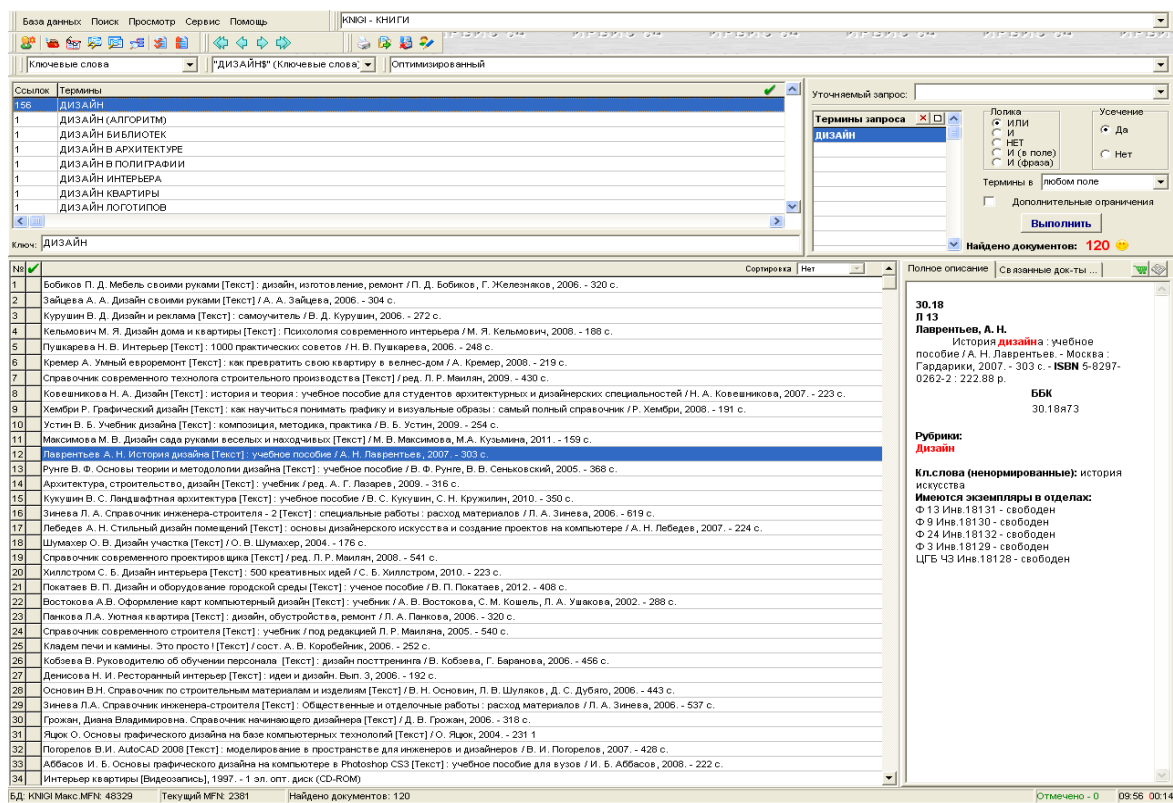 База данных Поиск Просмотр Сервис Помощь
KNIGI - КНИГИ
Ключевые слова
"ДИЗАЙН$" (Ключевые слова)
Оптимизированный
Ссылок Термины
156 ДИЗАЙН
1 ДИЗАЙН (АЛГОРИТМ)
1 ДИЗАЙН БИБЛИОТЕК
1 ДИЗАЙН В АРХИТЕКТУРЕ
1 ДИЗАЙН В ПОЛИГРАФИИ
1 ДИЗАЙН ИНТЕРЬЕРА
1 ДИЗАЙН КВАРТИРЫ
1 ДИЗАЙН ЛОГОТИПОВ
Ключ: ДИЗАЙН
Уточняемый запрос:
Термины запроса
ДИЗАЙН
Логика
ИЛИ
И
НЕТ
И (в поле)
И (фраза)
Усечение
Да
Нет
Термины в любом поле
Дополнительные ограничения
Выполнить
Найдено документов: 120
№ Сортировка Нет
1 Бобиков П. Д. Мебель своими руками [Текст] : дизайн, изготовление, ремонт / П. Д. Бобиков, Г. Железняков, 2006. - 320 с.
2 Зайцева А. А. Дизайн своими руками [Текст] / А. А. Зайцева, 2006. - 304 с.
3 Курушин В. Д. Дизайн и реклама [Текст] : самоучитель / В. Д. Курушин, 2006. - 272 с.
4 Кельмович М. Я. Дизайн дома и квартиры [Текст] : Психология современного интерьера / М. Я. Кельмович, 2008. - 188 с.
5 Пушкарева Н. В. Интерьер [Текст] : 1000 практических советов / Н. В. Пушкарева, 2006. - 248 с.
6 Кремер А. Умный евроремонт [Текст] : как превратить свою квартиру в велнес-дом / А. Кремер, 2008. - 219 с.
7 Справочник современного технолога строительного производства [Текст] / ред. Л. Р. Маилян, 2009. - 430 с.
8 Ковешникова Н. А. Дизайн [Текст] : история и теория : учебное пособие для студентов архитектурных и дизайнерских специальностей / Н. А. Ковешникова, 2007. - 223 с.
9 Хембри Р. Графический дизайн [Текст] : как научиться понимать графику и визуальные образы : самый полный справочник / Р. Хембри, 2008. - 191 с.
10 Устин В. Б. Учебник дизайна [Текст] : композиция, методика, практика / В. Б. Устин, 2009. - 254 с.
11 Максимова М. В. Дизайн сада руками веселых и находчивых [Текст] / М. В. Максимова, М.А. Кузьмина, 2011. - 159 с.
12 Лаврентьев А. Н. История дизайна [Текст] : учебное пособие / А. Н. Лаврентьев, 2007. - 303 с.
13 Рунге В. Ф. Основы теории и методологии дизайна [Текст] : учебное пособие / В. Ф. Рунге, В. В. Сеньковский, 2005. - 368 с.
14 Архитектура, строительство, дизайн [Текст] : учебник / ред. А. Г. Лазарев, 2009. - 316 с.
15 Кукушин В. С. Ландшафтная архитектура [Текст] : учебное пособие / В. С. Кукушин, С. Н. Кружилин, 2010. - 350 с.
16 Зинева Л. А. Справочник инженера-строителя - 2 [Текст] : специальные работы : расход материалов / Л. А. Зинева, 2006. - 619 с.
17 Лебедев А. Н. Стильный дизайн помещений [Текст] : основы дизайнерского искусства и создание проектов на компьютере / А. Н. Лебедев, 2007. - 224 с.
18 Шумахер О. В. Дизайн участка [Текст] / О. В. Шумахер, 2004. - 176 с.
19 Справочник современного проектировщика [Текст] / ред. Л. Р. Маилян, 2008. - 541 с.
20 Хиллстром С. Б. Дизайн интерьера [Текст] : 500 креативных идей / С. Б. Хиллстром, 2010. - 223 с.
21 Покатаев В. П. Дизайн и оборудование городской среды [Текст] : ученое пособие / В. П. Покатаев, 2012. - 408 с.
22 Востокова А.В. Оформление карт компьютерный дизайн [Текст] : учебник / А. В. Востокова, С. М. Кошель, Л. А. Ушакова, 2002. - 288 с.
23 Панкова Л.А. Уютная квартира [Текст] : дизайн, обустройства, ремонт / Л. А. Панкова, 2006. - 320 с.
24 Справочник современного строителя [Текст] : учебник / под редакцией Л. Р. Маиляна, 2005. - 540 с.
25 Кладем печи и камины. Это просто! [Текст] / сост. А. В. Коробейник, 2006. - 252 с.
26 Кобзева В. Руководителю об обучении персонала [Текст] : дизайн посттренинга / В. Кобзева, Г. Баранова, 2006. - 456 с.
27 Денисова Н. И. Ресторанный интерьер [Текст] : идеи и дизайн. Вып. 3, 2006. - 192 с.
28 Основин В.Н. Справочник по строительным материалам и изделиям [Текст] / В. Н. Основин, Л. В. Шуляков, Д. С. Дубяго, 2006. - 443 с.
29 Зинева Л.А. Справочник инженера-строителя [Текст] : Общественные и отделочные работы : расход материалов / Л. А. Зинева, 2006. - 537 с.
30 Грожан, Диана Владимировна. Справочник начинающего дизайнера [Текст] / Д. В. Грожан, 2006. - 318 с.
31 Яцюк О. Основы графического дизайна на базе компьютерных технологий [Текст] / О. Яцюк, 2004. - 231 1
32 Погорелов В.И. AutoCAD 2008 [Текст] : моделирование в пространстве для инженеров и дизайнеров / В. И. Погорелов, 2007. - 428 с.
33 Аббасов И. Б. Основы графического дизайна на компьютере в Photoshop CS3 [Текст] : учебное пособие для вузов / И. Б. Аббасов, 2008. - 222 с.
34 Интерьер квартиры [Видеозапись], 1997. - 1 эл. опт. диск (CD-ROM)
Полное описание Связанные док-ты ...
30.18
Л 13
Лаврентьев, А. Н.
История дизайна : учебное
пособие / А. Н. Лаврентьев. - Москва :
Гардарики, 2007. - 303 с. - ISBN 5-8297-
0262-2 : 222.88 р.
ББК
30.18я73
Рубрики:
Дизайн
Кл.слова (ненормированные): история
искусства
Имеются экземпляры в отделах:
Ф 13 Инв.18131 - свободен
Ф 9 Инв.18130 - свободен
Ф 24 Инв.18132 - свободен
Ф 3 Инв.18129 - свободен
ЦГБ ЧЗ Инв.18128 - свободен
БД: KNIGI Макс.MFN: 48329 Текущий MFN: 2381 Найдено документов: 120 Отмечено - 0 09:56 00:14